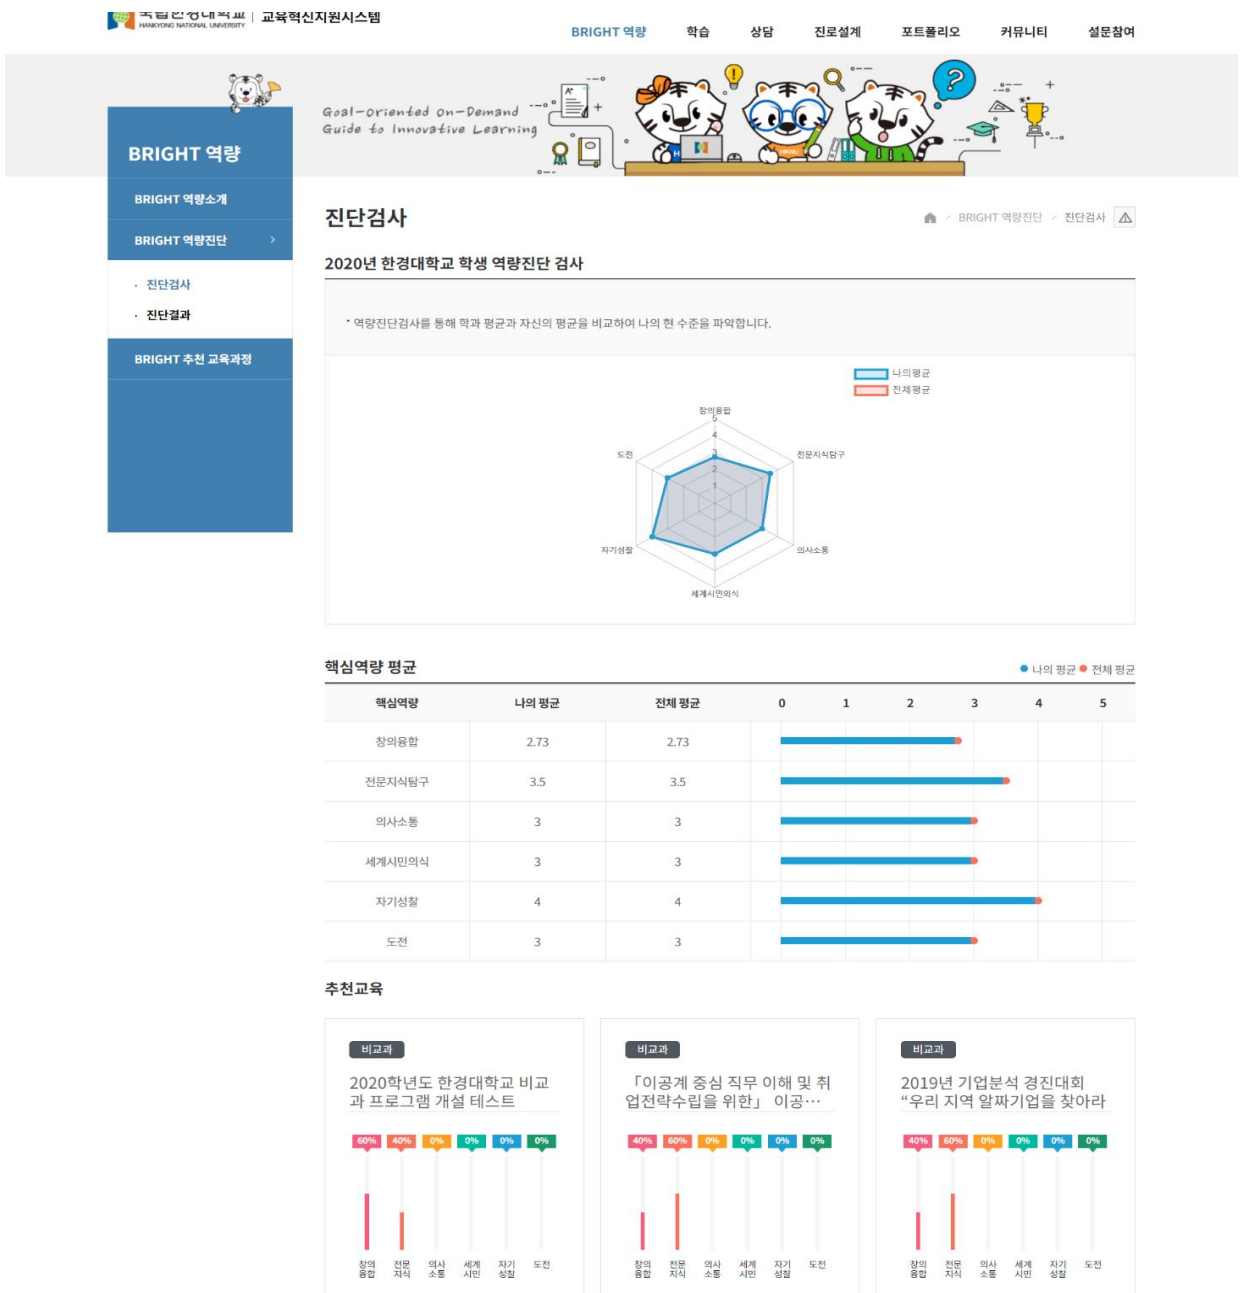 국립한경대학교
HANKYONG NATIONAL UNIVERSITY
교육혁신지원시스템
BRIGHT 역량 학습 상담 진로설계 포트폴리오 커뮤니티 설문참여
Goal-oriented on-Demand
Guide to Innovative Learning
A+
?
H
HKNU
BRIGHT 역량
BRIGHT 역량소개
BRIGHT 역량진단 >
· 진단검사
· 진단결과
BRIGHT 추천 교육과정
진단검사
BRIGHT 역량진단 / 진단검사
2020년 한경대학교 학생 역량진단 검사
· 역량진단검사를 통해 학과 평균과 자신의 평균을 비교하여 나의 현 수준을 파악합니다.
나의평균
전체평균
창의융합
5
4
3
2
1
도전
전문지식탐구
자기성찰
의사소통
세계시민의식
핵심역량 평균
나의 평균 전체 평균
핵심역량 나의 평균 전체 평균 0 1 2 3 4 5
창의융합 2.73 2.73
전문지식탐구 3.5 3.5
의사소통 3 3
세계시민의식 3 3
자기성찰 4 4
도전 3 3
추천교육
비교과
2020학년도 한경대학교 비교
과 프로그램 개설 테스트
60% 40% 0% 0% 0% 0%
창의 전문 의사 세계 자기 도전
융합 지식 소통 시민 성찰
비교과
「이공계 중심 직무 이해 및 취
업전략수립을 위한」 이공…
40% 60% 0% 0% 0% 0%
창의 전문 의사 세계 자기 도전
융합 지식 소통 시민 성찰
비교과
2019년 기업분석 경진대회
“우리 지역 알짜기업을 찾아라
40% 60% 0% 0% 0% 0%
창의 전문 의사 세계 자기 도전
융합 지식 소통 시민 성찰